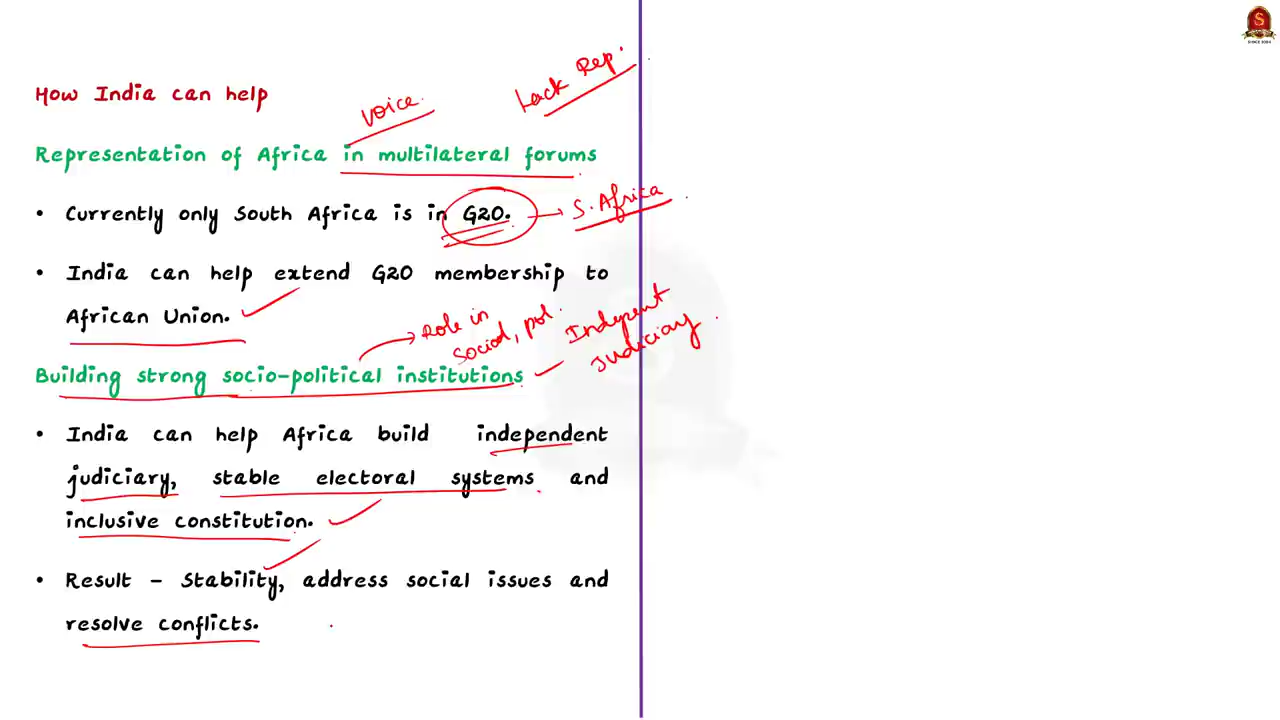 How India can help
voice.
Lack Rep.
Representation of Africa in multilateral forums
• Currently only South Africa is in G20.
S. Africa
• India can help extend G20 membership to
African Union.
Role in
social, pol.
Indepent
Judiciary
Building strong socio-political institutions
• India can help Africa build independent
judiciary, stable electoral systems and
inclusive constitution.
• Result – Stability, address social issues and
resolve conflicts.
S
SINCE 2004